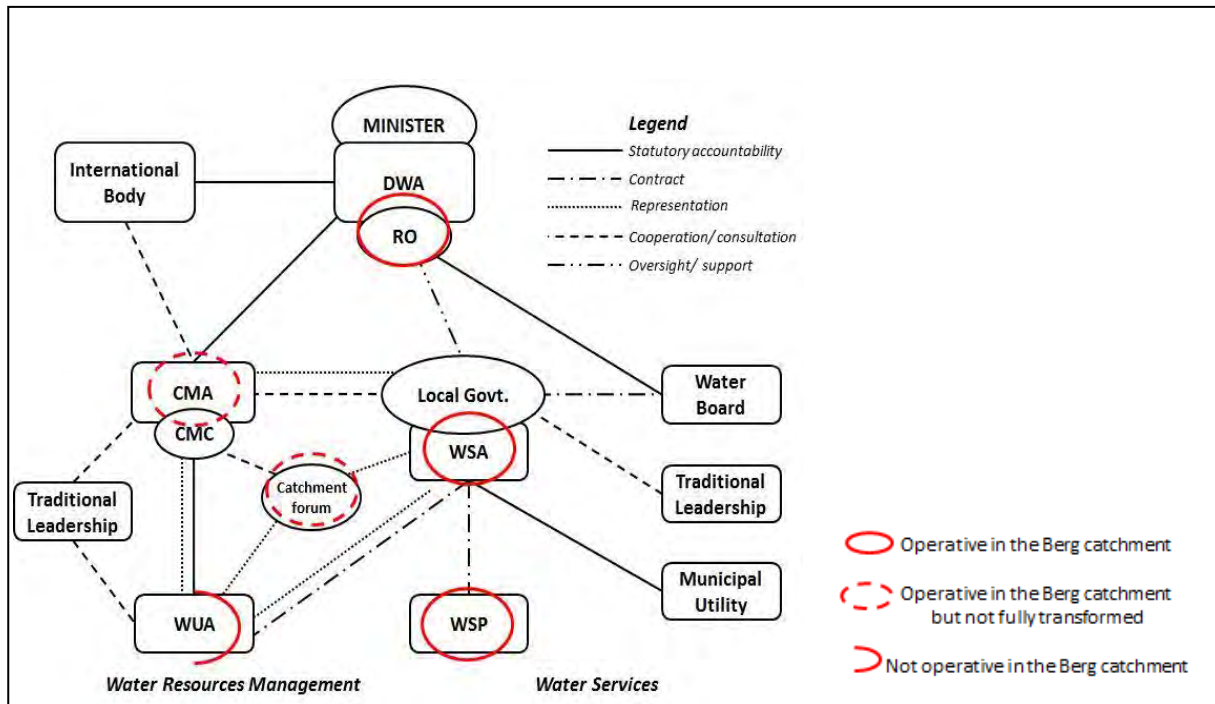 MINISTER
Legend
Statutory accountability
International
Body
DWA
Contract
Representation
RO
Cooperation/ consultation
Oversight/ support
CMA
Local Govt.
Water
Board
CMC
WSA
Catchment
forum
Traditional
Leadership
Traditional
Leadership
Operative in the Berg catchment
Municipal
Utility
Operative in the Berg catchment
but not fully transformed
WUA
WSP
Not operative in the Berg catchment
Water Resources Management
Water Services